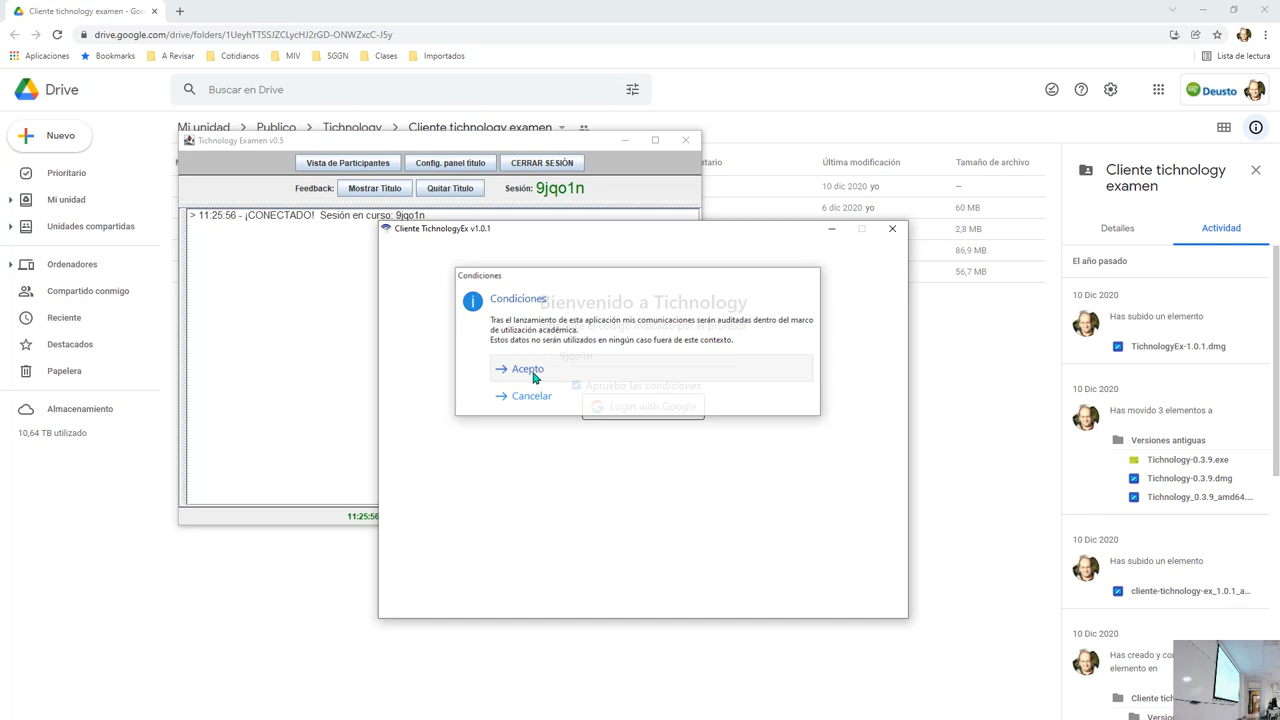 Cliente tichnology examen - Goo
drive.google.com/drive/folders/1UeyhTTSSJZCLycHJ2rGD-ONWZxcC-J5y
Aplicaciones
Bookmarks
A Revisar
Cotidianos
MIV
SGGN
Clases
Importados
Lista de lectura
Drive
Buscar en Drive
Deusto
Nuevo
Mi unidad
Publico
Tichnology
Cliente tichnology examen
Prioritario
Mi unidad
Unidades compartidas
Ordenadores
Compartido conmigo
Reciente
Destacados
Papelera
Almacenamiento
10,64 TB utilizado
Tichnology Examen v0.5
Vista de Participantes
Config. panel título
CERRAR SESIÓN
Feedback:
Mostrar Titulo
Quitar Titulo
Sesión: 9jqo1n
> 11:25:56 - ¡CONECTADO! Sesión en curso: 9jqo1n
11:25:56
Cliente TichnologyEx v1.0.1
Condiciones
Condiciones
Bienvenido a Tichnology
Tras el lanzamiento de esta aplicación mis comunicaciones serán auditadas dentro del marco
de utilización académica.
Estos datos no serán utilizados en ningún caso fuera de este contexto.
9jqo1n
Acepto
Apruebo las condiciones
Cancelar
Login with Google
Última modificación
Tamaño de archivo
10 dic 2020 yo
—
6 dic 2020 yo
60 MB
2,8 MB
86,9 MB
56,7 MB
Cliente tichnology
examen
Detalles
Actividad
El año pasado
10 Dic 2020
Has subido un elemento
TichnologyEx-1.0.1.dmg
10 Dic 2020
Has movido 3 elementos a
Versiones antiguas
Tichnology-0.3.9.exe
Tichnology-0.3.9.dmg
Tichnology_0.3.9_amd64....
10 Dic 2020
Has subido un elemento
cliente-tichnology-ex_1.0.1_a...
10 Dic 2020
Has creado y co
elemento en
Cliente tic
Versio